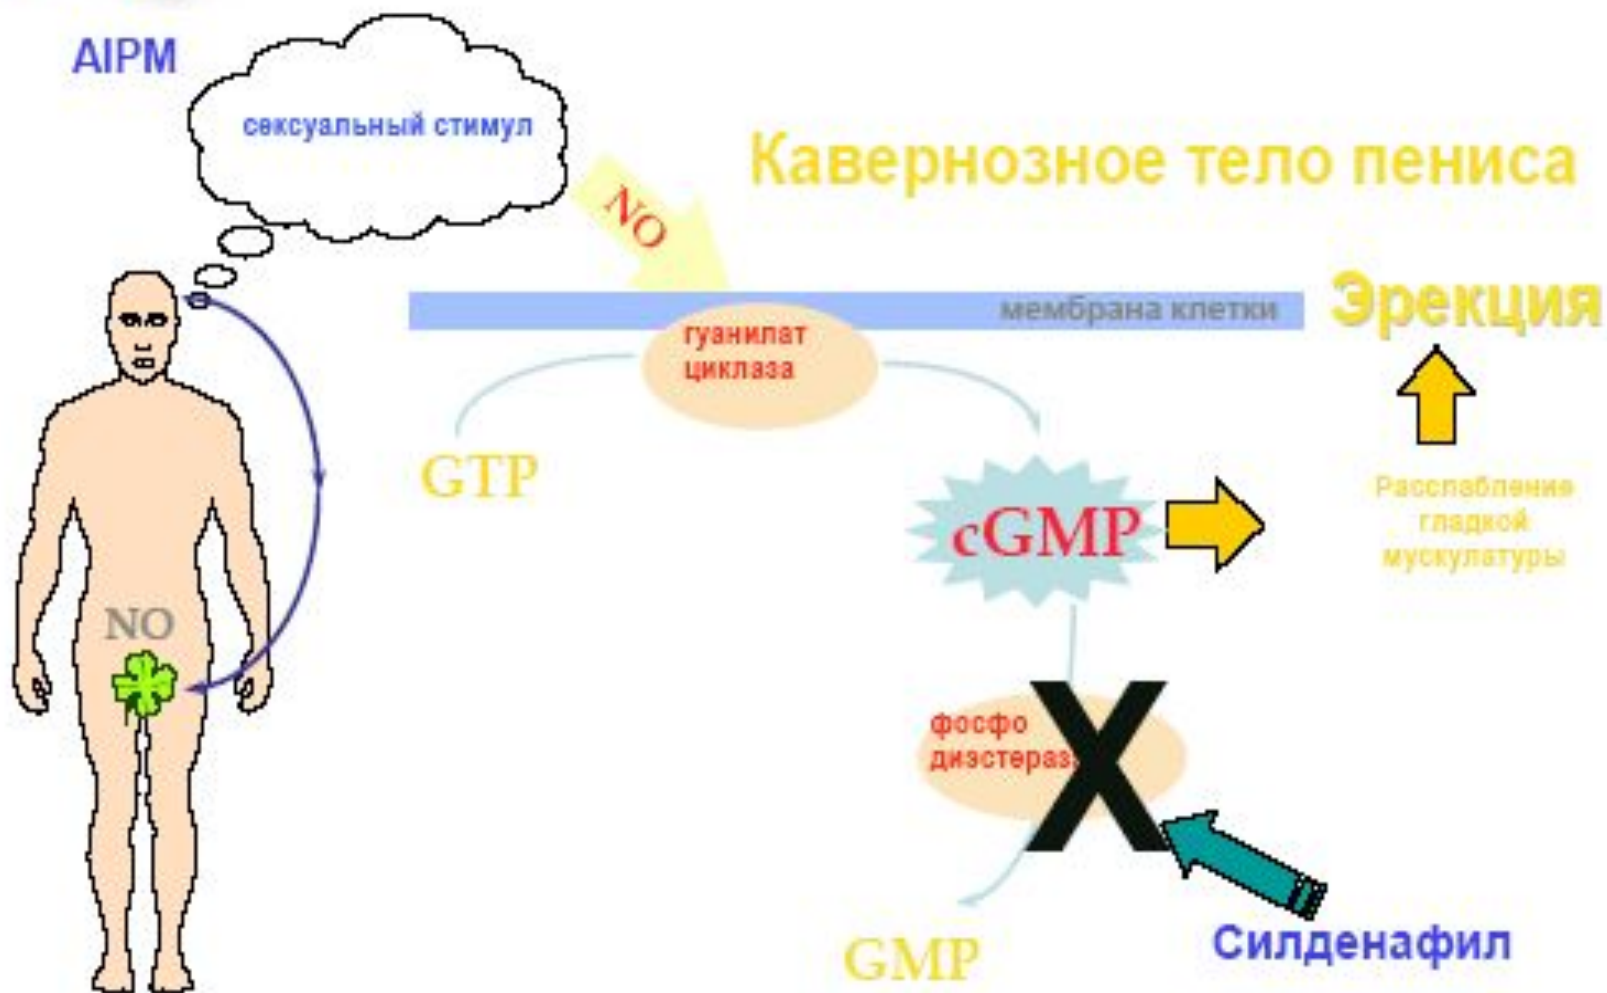 AIPM
сексуальный стимул
NO
Кавернозное тело пениса
мембрана клетки
Эрекция
гуанилат
циклаза
GTP
cGMP
Расслабление
гладкой
мускулатуры
NO
фосфо
диэстераз
GMP
Силденафил